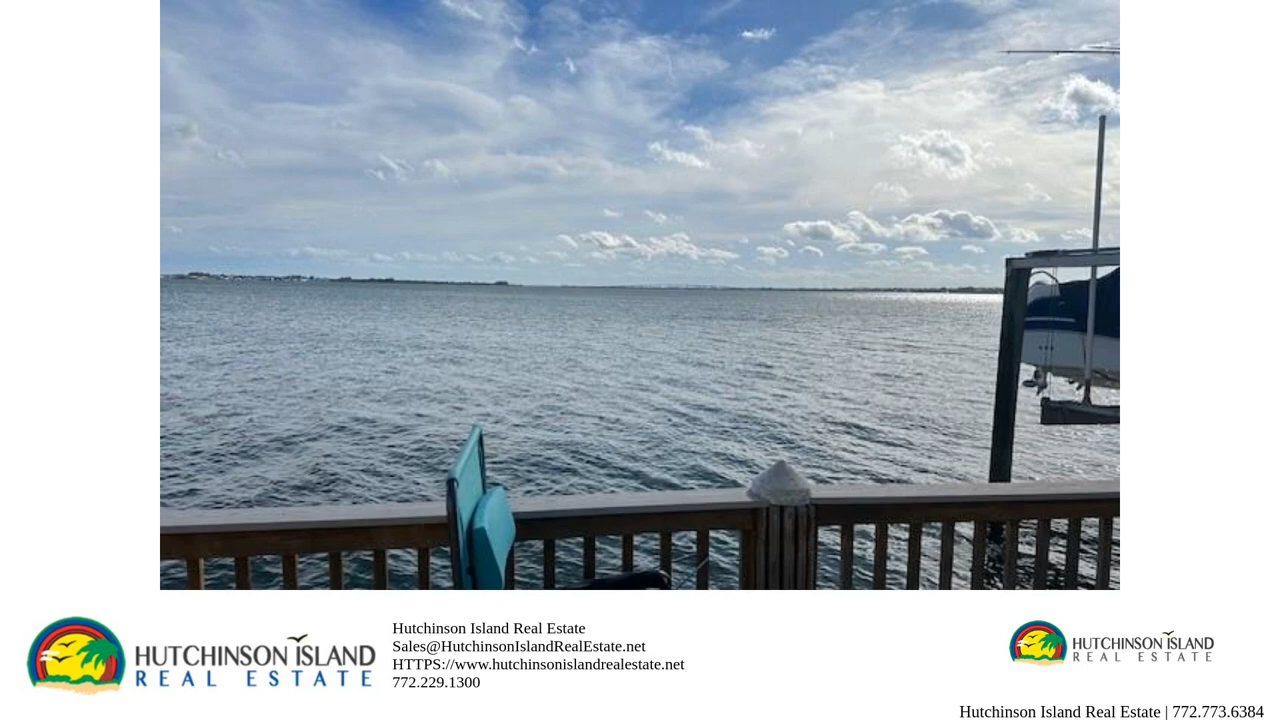 HUTCHINSON ISLAND
REAL ESTATE
Hutchinson Island Real Estate
Sales@HutchinsonIslandRealEstate.net
HTTPS://www.hutchinsonislandrealestate.net
772.229.1300
HUTCHINSON ISLAND
REAL ESTATE
Hutchinson Island Real Estate | 772.773.6384